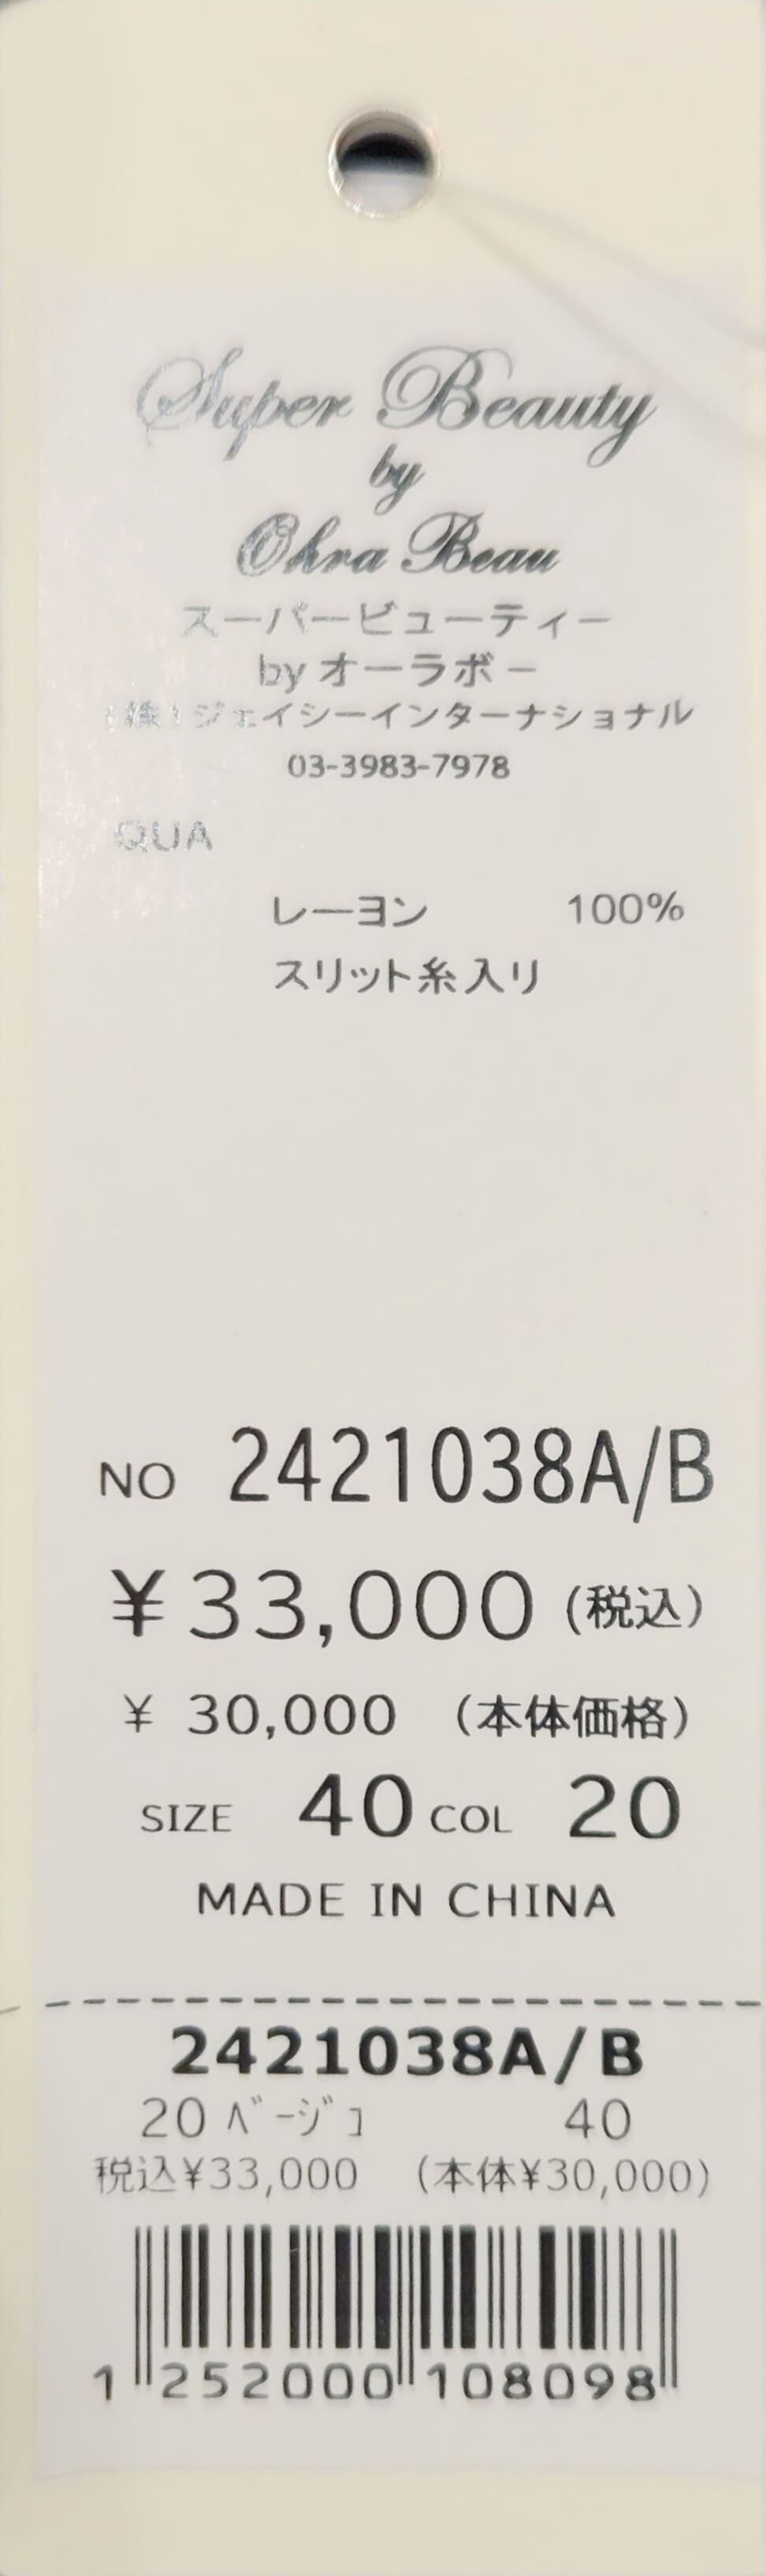 Super Beauty
by
Ohra Beau
スーパービューティー
by オーラボー
(株)ジェイシーインターナショナル
03-3983-7978
QUA
レーヨン 100%
スリット糸入リ
NO 2421038A/B
¥33,000 (税込)
¥ 30,000 (本体価格)
SIZE 40 COL 20
MADE IN CHINA
2421038A/B
20 ﾍﾞｰｼﾞｭ 40
税込¥33,000 (本体¥30,000)
1 252000 108098